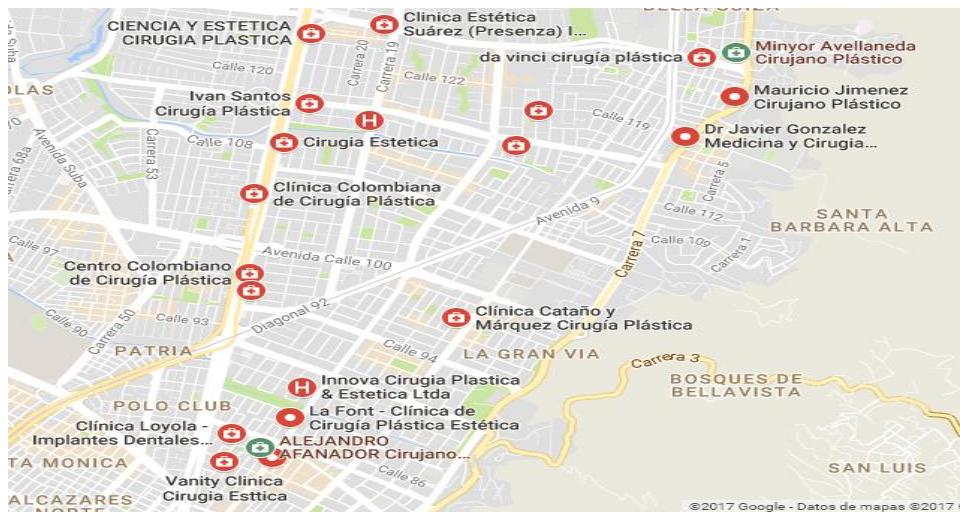 BELLA SUIZA
CIENCIA Y ESTETICA
CIRUGIA PLASTICA
Clinica Estética
Suárez (Presenza) I...
Carrera 20
Carrera 19
da vinci cirugía plástica
Minyor Avellaneda
Cirujano Plástico
Calle 120
Calle 122
OLAS
Ivan Santos
Cirugía Plástica
Mauricio Jimenez
Cirujano Plástico
H
Calle 119
Dr Javier Gonzalez
Medicina y Cirugia...
Avenida Suba
Carrera 68a
Carrera 53
Calle 108
Cirugia Estetica
Carrera 5
Clínica Colombiana
de Cirugía Plástica
Avenida 9
Calle 112
SANTA
BARBARA ALTA
Calle 97
Avenida Calle 100
Carrera 7
Calle 109
Carrera 1
Centro Colombiano
de Cirugía Plástica
Calle 90
Carrera 50
Calle 93
Diagonal 92
Clínica Cataño y
Márquez Cirugía Plástica
PATRIA
Calle 94
LA GRAN VIA
Carrera 3
H
Innova Cirugia Plastica
& Estetica Ltda
BOSQUES DE
BELLAVISTA
POLO CLUB
La Font - Clínica de
Cirugía Plástica Estética
Clínica Loyola -
Implantes Dentales...
ALEJANDRO
AFANADOR Cirujano...
TA MONICA
Calle 86
SAN LUIS
Vanity Clinica
Cirugia Esttica
ALCAZARES
NORTE
©2017 Google - Datos de mapas ©2017